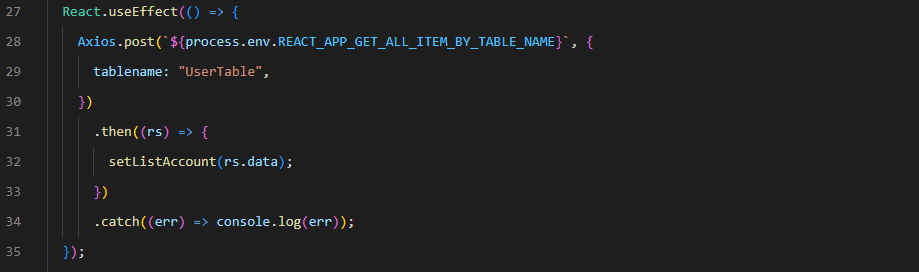 27 React.useEffect(() => {
28 Axios.post(`${process.env.REACT_APP_GET_ALL_ITEM_BY_TABLE_NAME}`, {
29 tablename: "UserTable",
30 })
31 .then((rs) => {
32 setListAccount(rs.data);
33 })
34 .catch((err) => console.log(err));
35 });